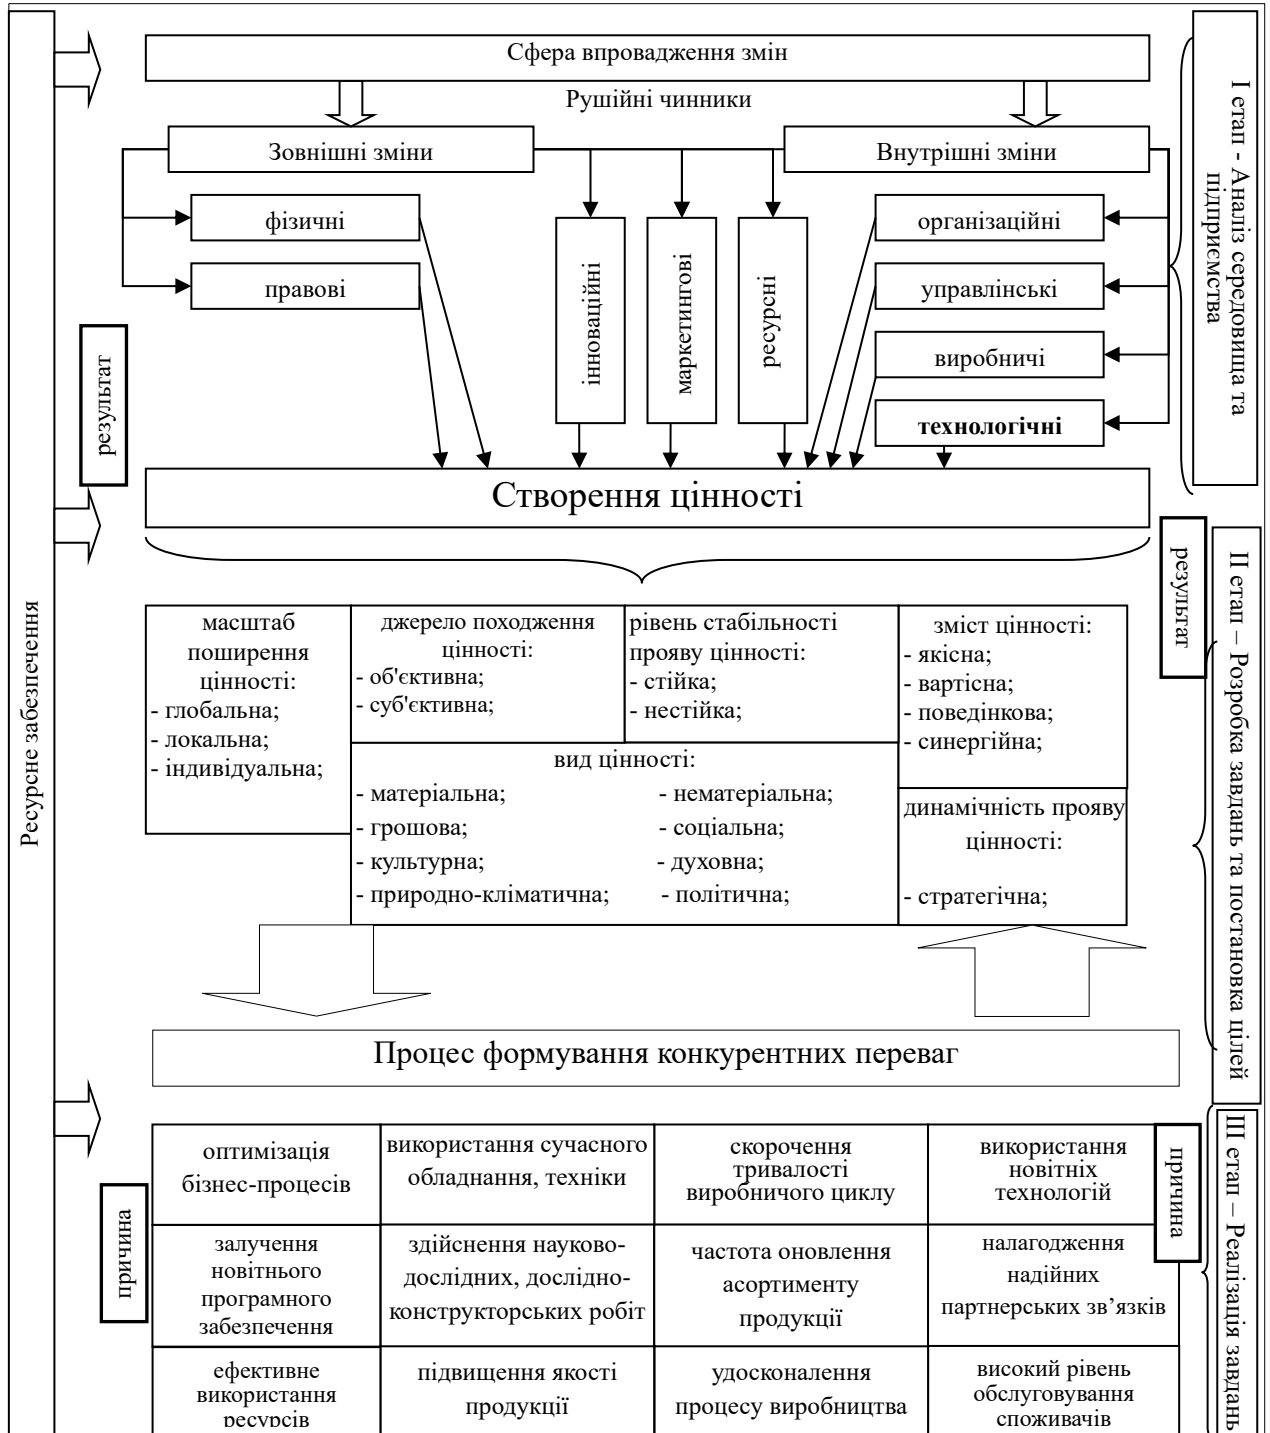 Сфера впровадження змін
Рушійні чинники
Зовнішні зміни
Внутрішні зміни
фізичні
правові
інноваційні
маркетингові
ресурсні
організаційні
управлінські
виробничі
технологічні
І етап - Аналіз середовища та
підприємства
результат
Створення цінності
результат
Ресурсне забезпечення
масштаб
поширення
цінності:
- глобальна;
- локальна;
- індивідуальна;
джерело походження
цінності:
- об'єктивна;
- суб'єктивна;
рівень стабільності
прояву цінності:
- стійка;
- нестійка;
зміст цінності:
- якісна;
- вартісна;
- поведінкова;
- синергійна;
вид цінності:
- матеріальна;
- нематеріальна;
- грошова;
- соціальна;
- культурна;
- духовна;
- природно-кліматична;
- політична;
динамічність прояву
цінності:
- стратегічна;
ІІ етап – Розробка завдань та постановка цілей
Процес формування конкурентних переваг
причина
оптимізація
бізнес-процесів
використання сучасного
обладнання, техніки
скорочення
тривалості
виробничого циклу
використання
новітніх
технологій
причина
залучення
новітнього
програмного
забезпечення
здійснення науково-
дослідних, дослідно-
конструкторських робіт
частота оновлення
асортименту
продукції
налагодження
надійних
партнерських зв’язків
ефективне
використання
ресурсів
підвищення якості
продукції
удосконалення
процесу виробництва
високий рівень
обслуговування
споживачів
ІІІ етап – Реалізація завдань